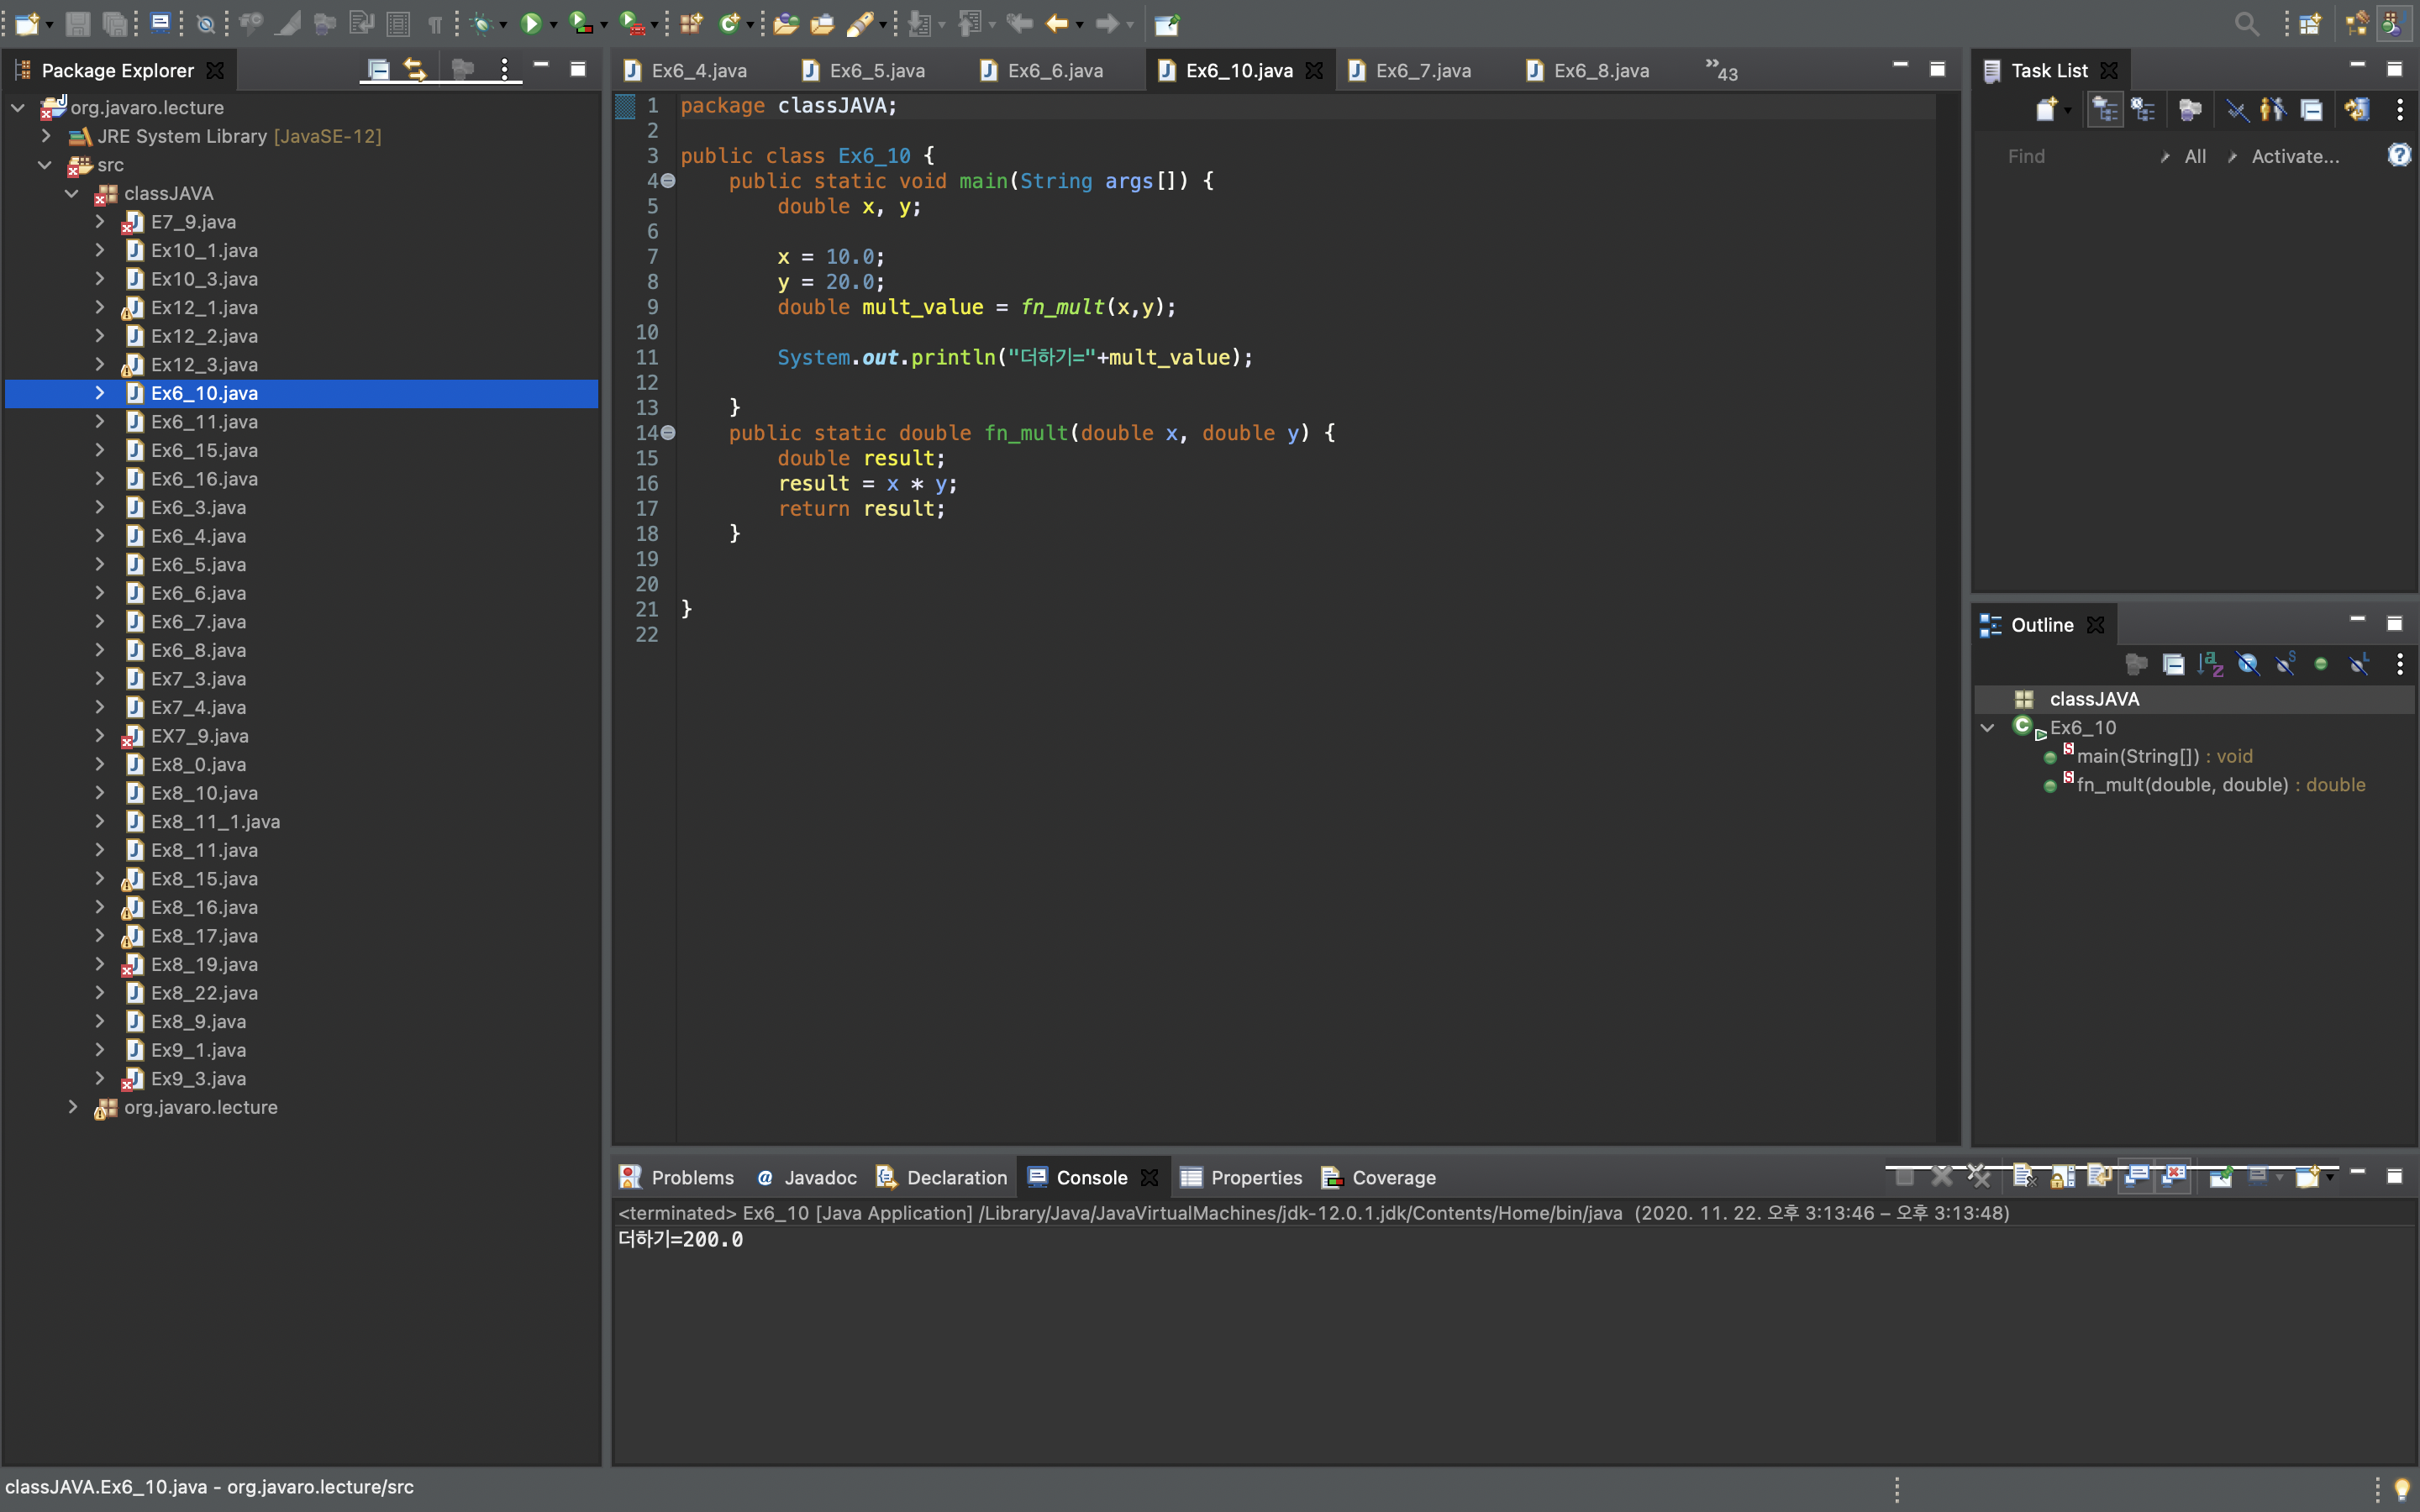 Package Explorer
org.javaro.lecture
JRE System Library [JavaSE-12]
src
classJAVA
E7_9.java
Ex10_1.java
Ex10_3.java
Ex12_1.java
Ex12_2.java
Ex12_3.java
Ex6_10.java
Ex6_11.java
Ex6_15.java
Ex6_16.java
Ex6_3.java
Ex6_4.java
Ex6_5.java
Ex6_6.java
Ex6_7.java
Ex6_8.java
Ex7_3.java
Ex7_4.java
EX7_9.java
Ex8_0.java
Ex8_10.java
Ex8_11_1.java
Ex8_11.java
Ex8_15.java
Ex8_16.java
Ex8_17.java
Ex8_19.java
Ex8_22.java
Ex8_9.java
Ex9_1.java
Ex9_3.java
org.javaro.lecture
Ex6_4.java Ex6_5.java Ex6_6.java Ex6_10.java Ex6_7.java Ex6_8.java »43
1 package classJAVA;
2
3 public class Ex6_10 {
4 public static void main(String args[]) {
5 double x, y;
6
7 x = 10.0;
8 y = 20.0;
9 double mult_value = fn_mult(x,y);
10
11 System.out.println("더하기="+mult_value);
12
13 }
14 public static double fn_mult(double x, double y) {
15 double result;
16 result = x * y;
17 return result;
18 }
19
20
21 }
22
Task List
Find All Activate...
Outline
classJAVA
Ex6_10
main(String[]) : void
fn_mult(double, double) : double
Problems Javadoc Declaration Console Properties Coverage
<terminated> Ex6_10 [Java Application] /Library/Java/JavaVirtualMachines/jdk-12.0.1.jdk/Contents/Home/bin/java (2020. 11. 22. 오후 3:13:46 – 오후 3:13:48)
더하기=200.0
classJAVA.Ex6_10.java - org.javaro.lecture/src